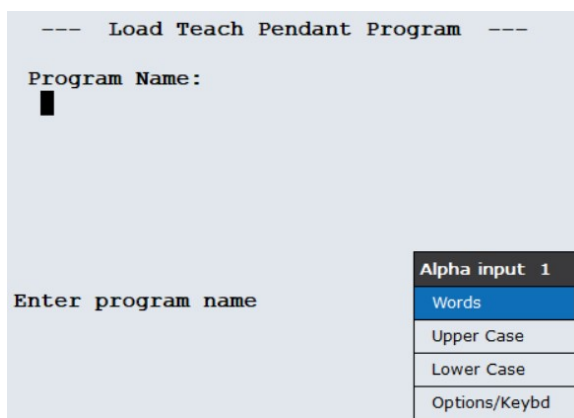 --- Load Teach Pendant Program ---
Program Name:
Enter program name
Alpha input 1
Words
Upper Case
Lower Case
Options/Keybd